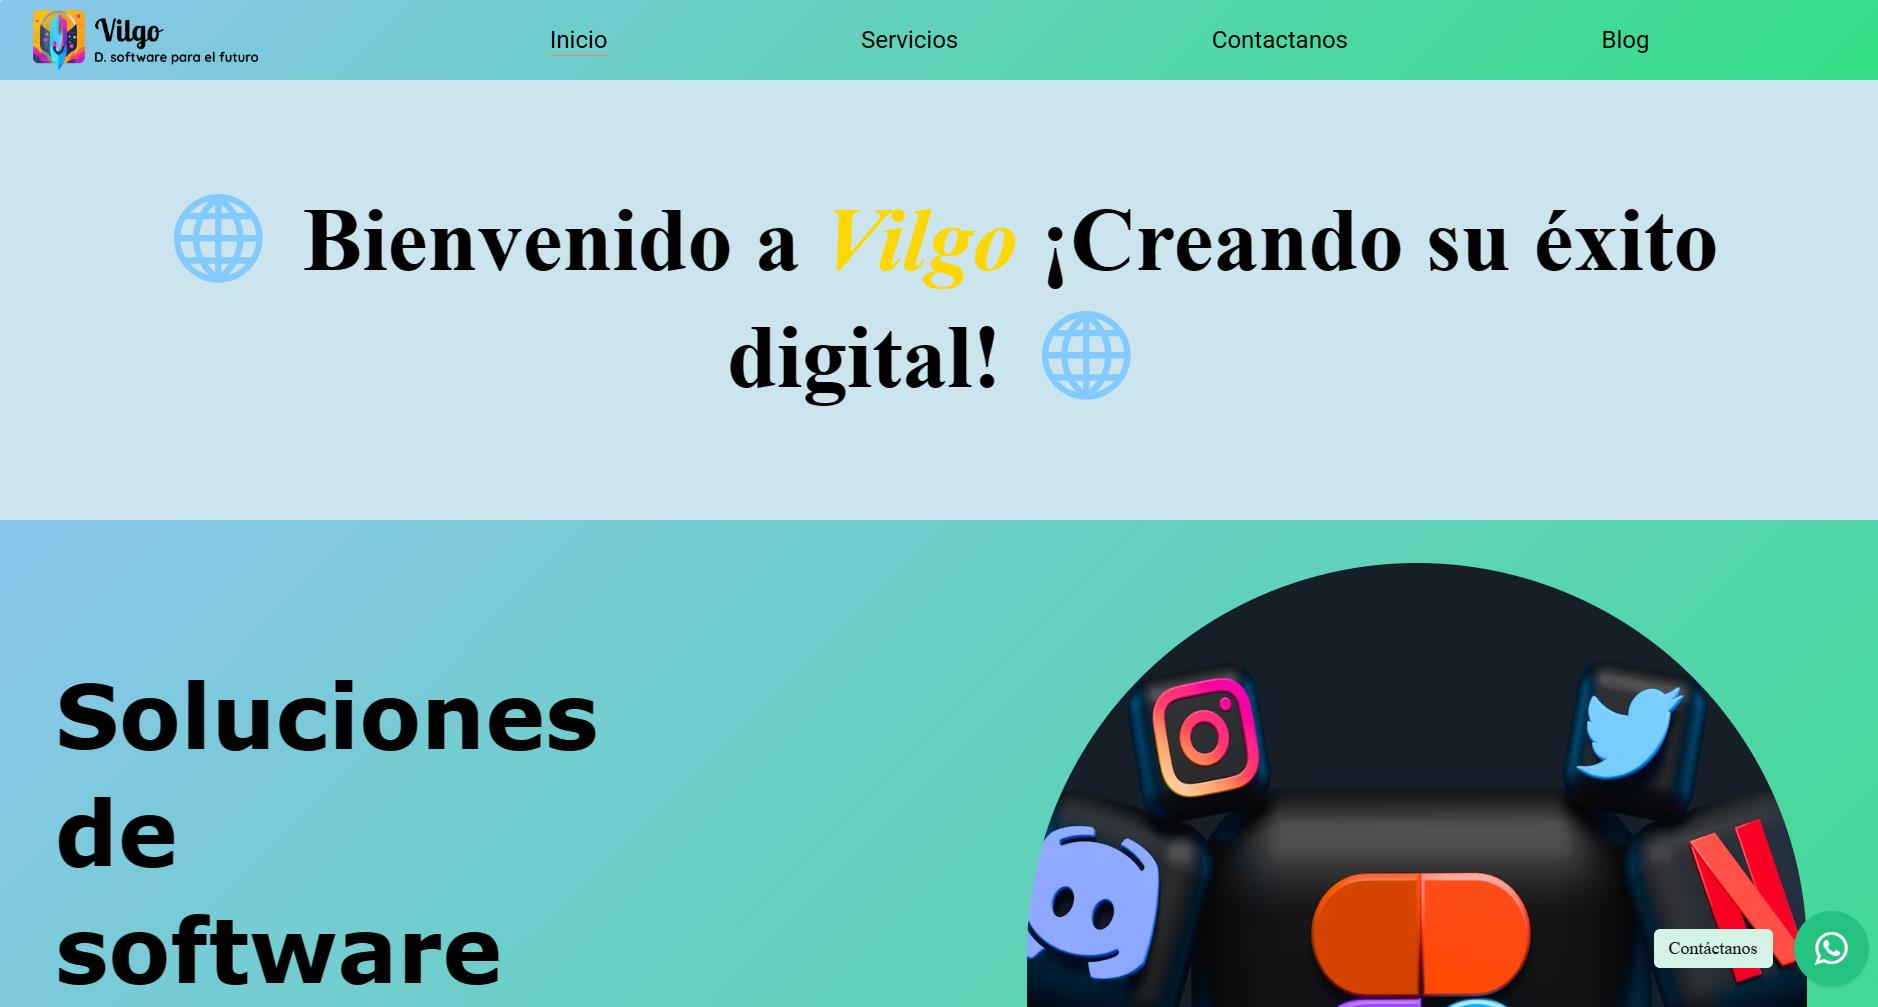 Vilgo
D. software para el futuro
Inicio
Servicios
Contactanos
Blog
Bienvenido a Vilgo ¡Creando su éxito
digital!
Soluciones
de
software
Contáctanos